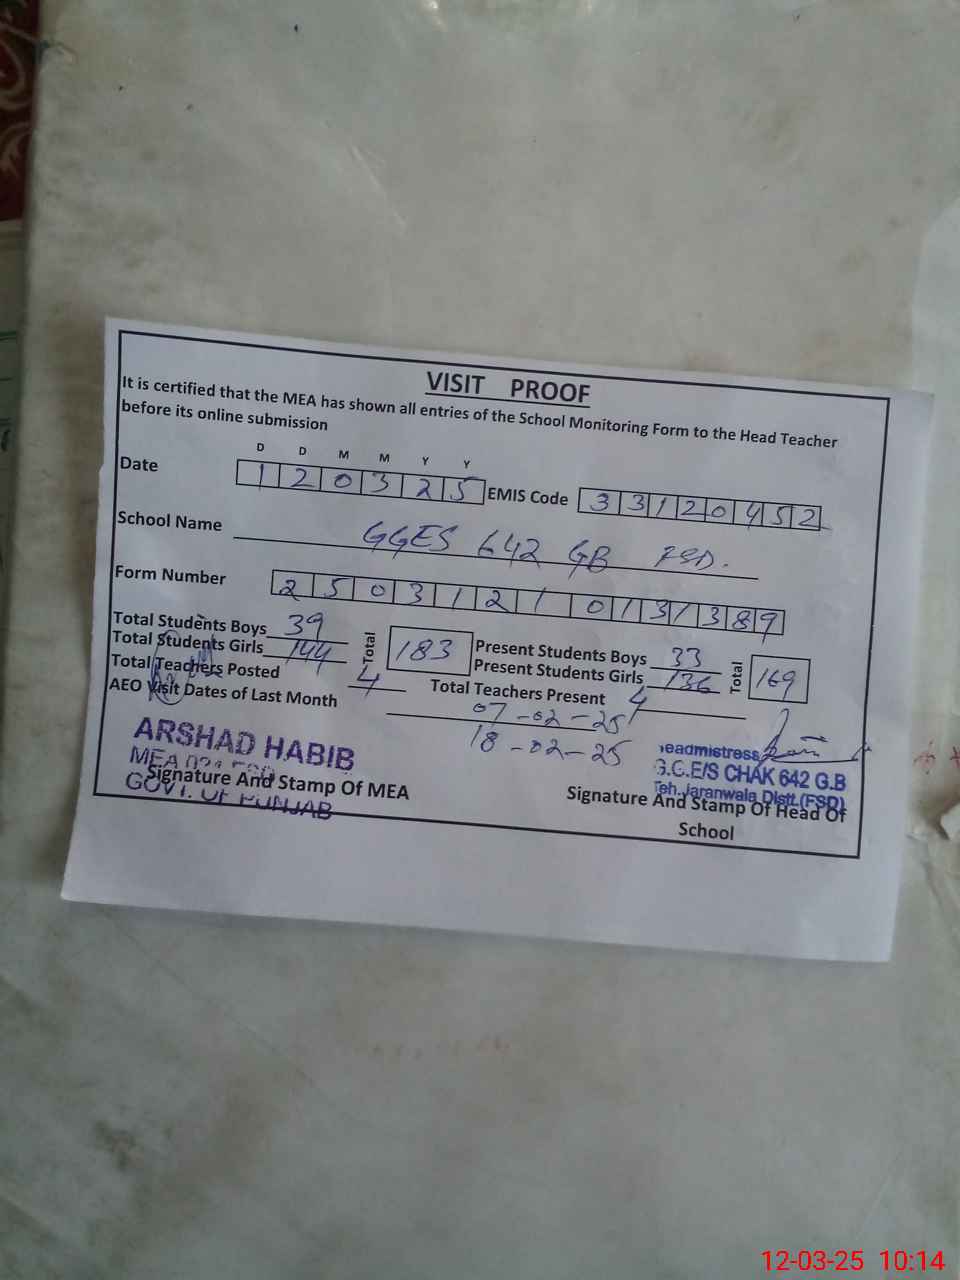 VISIT PROOF
It is certified that the MEA has shown all entries of the School Monitoring Form to the Head Teacher
before its online submission
D D M M Y Y
Date 1 2 0 3 2 5 EMIS Code 3 3 1 2 0 4 5 2
School Name GGES 642 GB FSD.
Form Number 2 5 0 3 1 2 1 0 1 3 1 3 8 9
Total Students Boys 39 Total 183 Present Students Boys 33 Total 169
Total Students Girls 144 Present Students Girls 136
Total Teachers Posted 4 Total Teachers Present 4
AEO Visit Dates of Last Month 07-02-25
18-02-25
ARSHAD HABIB
MEA
GOVT. OF PUNJAB
Signature And Stamp Of MEA
eadmistress
G.G.E/S CHAK 642 G.B
Teh. Jaranwala Distt.(FSD)
Signature And Stamp Of Head Of
School
12-03-25 10:14